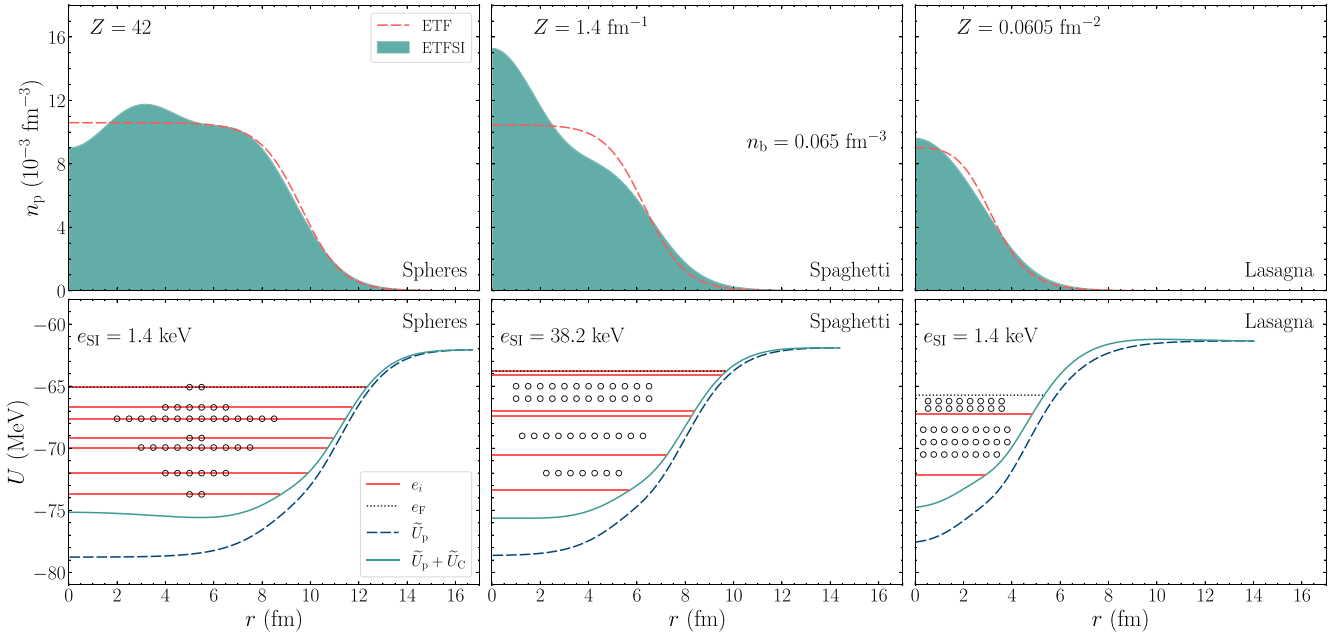 Z = 42
ETF
ETFSI
Z = 1.4 fm⁻¹
Z = 0.0605 fm⁻²
n_b = 0.065 fm⁻³
n_p (10⁻³ fm⁻³)
16
12
8
4
0
Spheres
Spaghetti
Lasagna
e_SI = 1.4 keV
Spheres
e_SI = 38.2 keV
Spaghetti
e_SI = 1.4 keV
Lasagna
U (MeV)
−60
−65
−70
−75
−80
e_i
e_F
Ũ_p
Ũ_p + Ũ_C
0 2 4 6 8 10 12 14 16
0 2 4 6 8 10 12 14 16
0 2 4 6 8 10 12 14 16
r (fm)
r (fm)
r (fm)